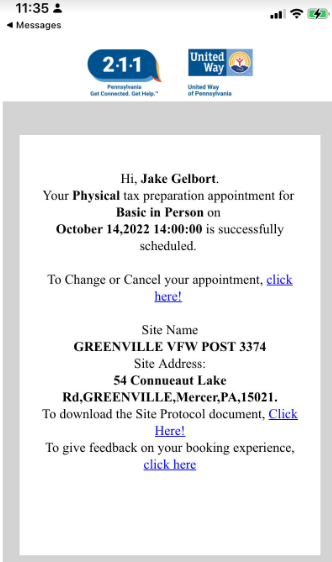 11:35
◀ Messages
2·1·1
Pennsylvania
Get Connected. Get Help.™
United
Way
United Way
of Pennsylvania
Hi, Jake Gelbort.
Your Physical tax preparation appointment for
Basic in Person on
October 14,2022 14:00:00 is successfully
scheduled.
To Change or Cancel your appointment, click
here!
Site Name
GREENVILLE VFW POST 3374
Site Address:
54 Connueaut Lake
Rd,GREENVILLE,Mercer,PA,15021.
To download the Site Protocol document, Click
Here!
To give feedback on your booking experience,
click here